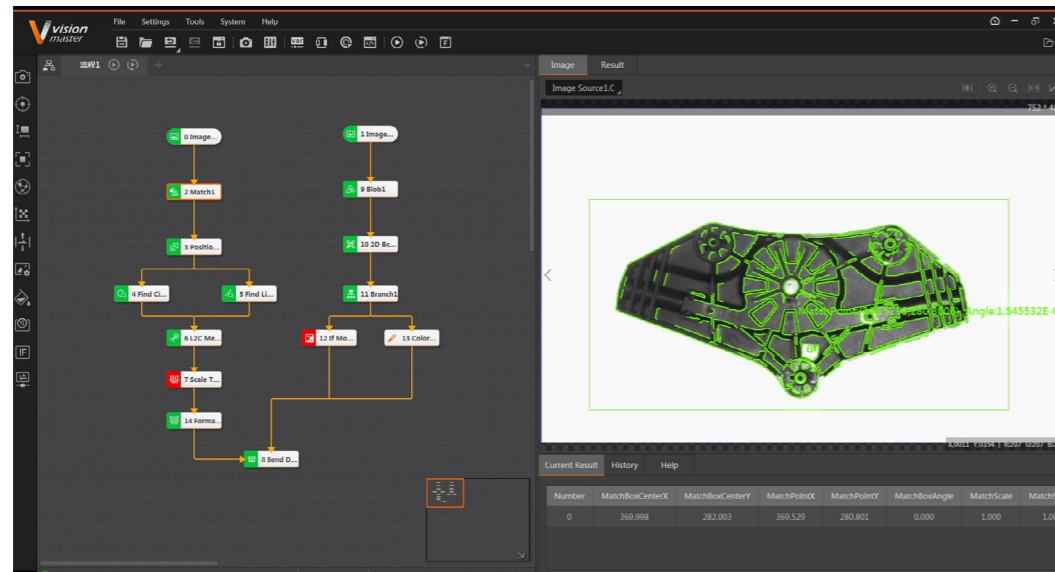 vision
master
File Settings Tools System Help
流程1
0 Image...
1 Image...
2 Match1
9 Blob1
3 Positio...
10 2D Bc...
4 Find Ci...
5 Find Li...
11 Branch1
6 L2C Me...
12 If Mo...
13 Color...
7 Scale T...
14 Forma...
8 Send D...
IF
Image Result
Image Source1.C
Angle:1.545532E-0
Current Result History Help
Number MatchBoxCenterX MatchBoxCenterY MatchPointX MatchPointY MatchBoxAngle MatchScale
0 369.998 282.003 369.529 280.801 0.000 1.000